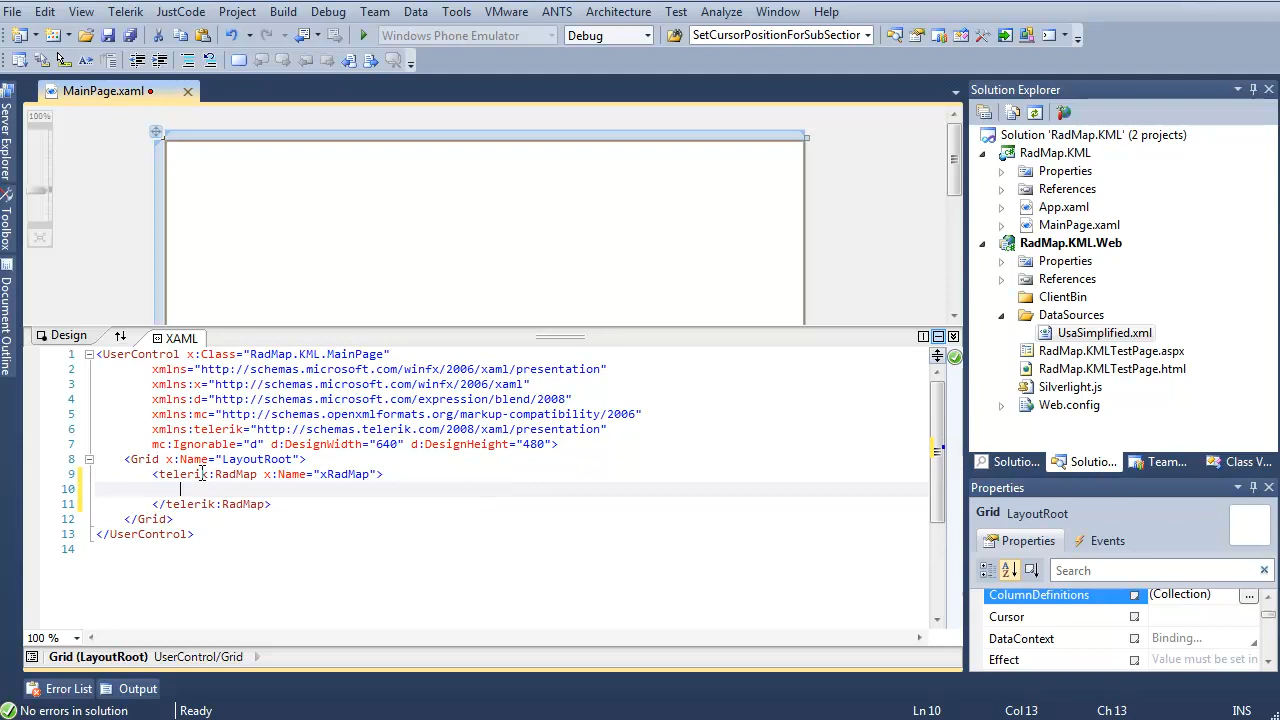 File Edit View Telerik JustCode Project Build Debug Team Data Tools VMware ANTS Architecture Test Analyze Window Help
Windows Phone Emulator Debug SetCursorPositionForSubSection
MainPage.xaml
Solution Explorer
100%
Solution 'RadMap.KML' (2 projects)
RadMap.KML
Properties
References
App.xaml
MainPage.xaml
RadMap.KML.Web
Properties
References
ClientBin
DataSources
UsaSimplified.xml
RadMap.KMLTestPage.aspx
RadMap.KMLTestPage.html
Silverlight.js
Web.config
Server Explorer
Toolbox
Document Outline
Design XAML
1 <UserControl x:Class="RadMap.KML.MainPage"
2 xmlns="http://schemas.microsoft.com/winfx/2006/xaml/presentation"
3 xmlns:x="http://schemas.microsoft.com/winfx/2006/xaml"
4 xmlns:d="http://schemas.microsoft.com/expression/blend/2008"
5 xmlns:mc="http://schemas.openxmlformats.org/markup-compatibility/2006"
6 xmlns:telerik="http://schemas.telerik.com/2008/xaml/presentation"
7 mc:Ignorable="d" d:DesignWidth="640" d:DesignHeight="480">
8 <Grid x:Name="LayoutRoot">
9 <telerik:RadMap x:Name="xRadMap">
10
11 </telerik:RadMap>
12 </Grid>
13 </UserControl>
14
100 %
Grid (LayoutRoot) UserControl/Grid
Solutio... Solutio... Team... Class V...
Properties
Grid LayoutRoot
Properties Events
Search
ColumnDefinitions (Collection) ...
Cursor
DataContext Binding...
Effect Value must be set in
Error List Output
No errors in solution Ready Ln 10 Col 13 Ch 13 INS